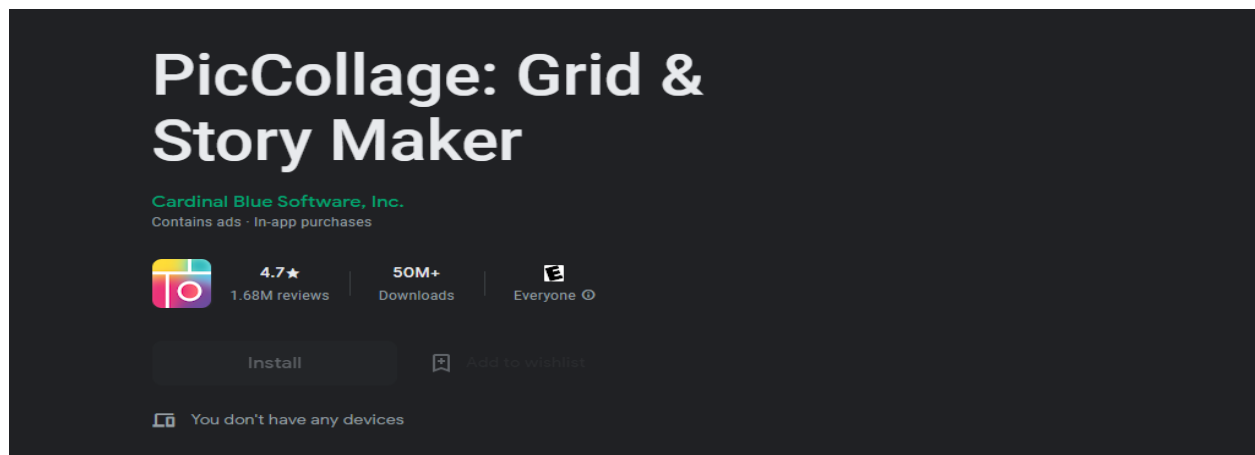 PicCollage: Grid &
Story Maker
Cardinal Blue Software, Inc.
Contains ads · In-app purchases
4.7★
1.68M reviews
50M+
Downloads
E
Everyone
Install
Add to wishlist
You don't have any devices